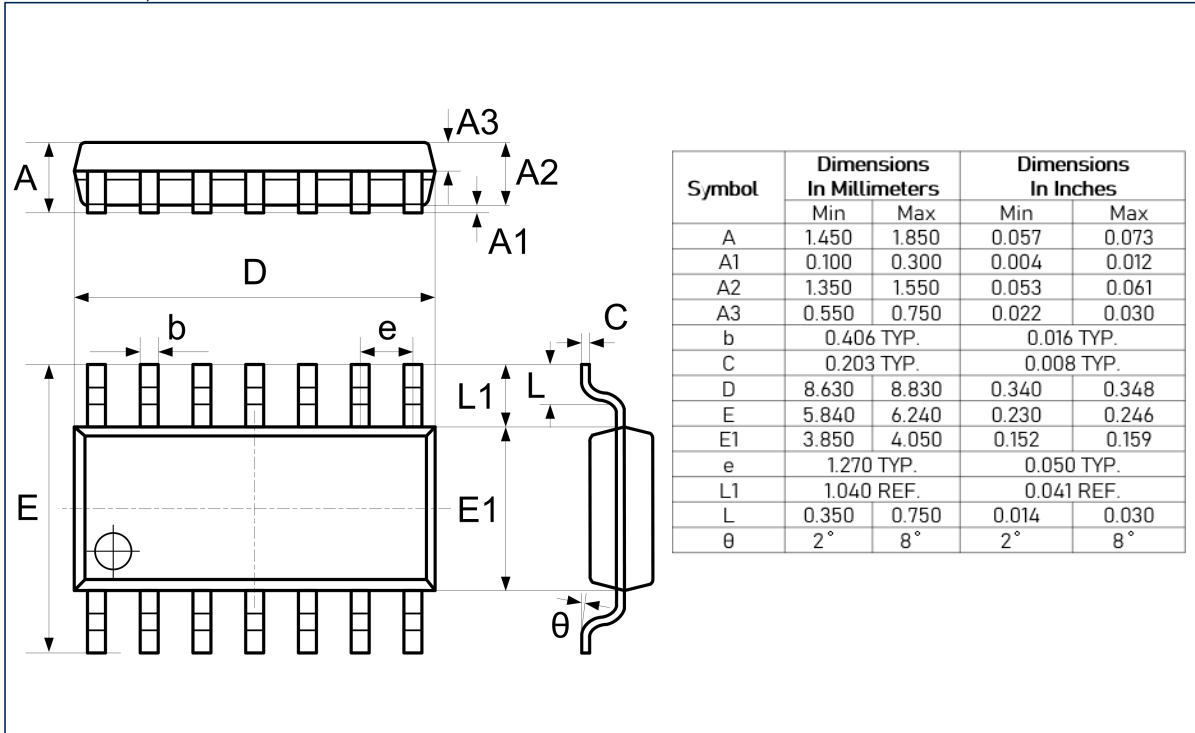 A3
A
A2
A1
D
b
e
C
L1
L
E
E1
θ
Symbol Dimensions In Millimeters Dimensions In Inches
Min Max Min Max
A 1.450 1.850 0.057 0.073
A1 0.100 0.300 0.004 0.012
A2 1.350 1.550 0.053 0.061
A3 0.550 0.750 0.022 0.030
b 0.406 TYP. 0.016 TYP.
C 0.203 TYP. 0.008 TYP.
D 8.630 8.830 0.340 0.348
E 5.840 6.240 0.230 0.246
E1 3.850 4.050 0.152 0.159
e 1.270 TYP. 0.050 TYP.
L1 1.040 REF. 0.041 REF.
L 0.350 0.750 0.014 0.030
θ 2° 8° 2° 8°